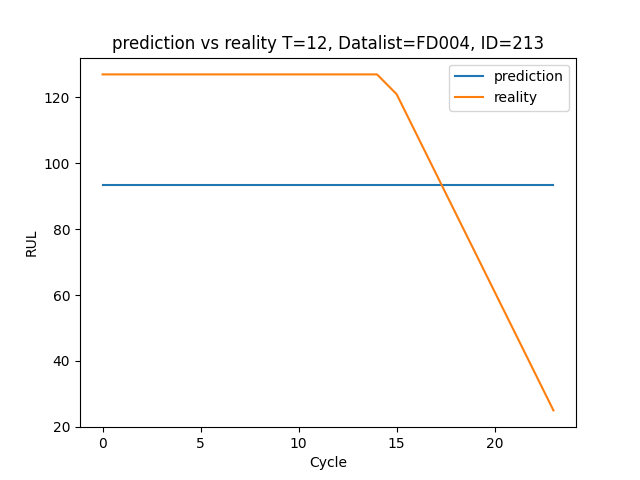 prediction vs reality T=12, Datalist=FD004, ID=213
prediction
reality
120
100
80
60
40
20
RUL
0 5 10 15 20
Cycle